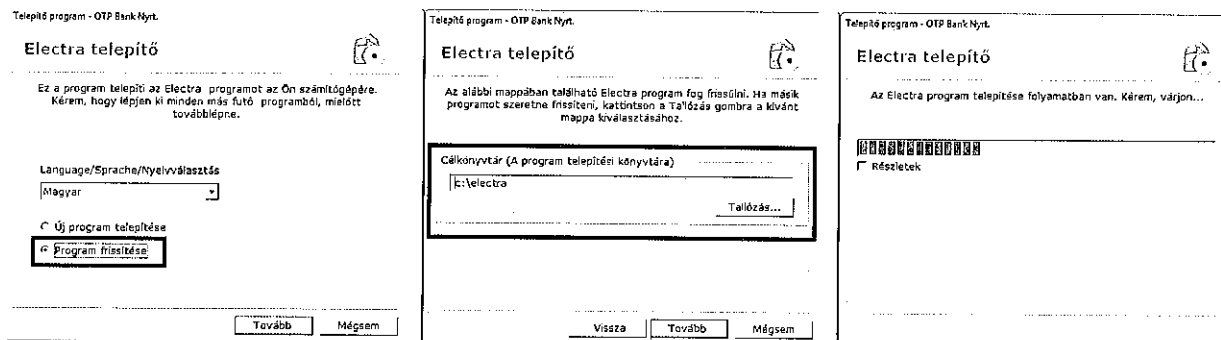 Telepítő program - OTP Bank Nyrt.
Electra telepítő
Ez a program telepíti az Electra programot az Ön számítógépére.
Kérem, hogy lépjen ki minden más futó programból, mielőtt
továbblépne.
Language/Sprache/Nyelvválasztás
Magyar
Új program telepítése
Program frissítése
Tovább
Mégsem
Telepítő program - OTP Bank Nyrt.
Electra telepítő
Az alábbi mappában található Electra program fog frissülni. Ha másik
programot szeretne frissíteni, kattintson a Tallózás gombra a kívánt
mappa kiválasztásához.
Célkönyvtár (A program telepítési könyvtára)
c:\electra
Tallózás...
Vissza
Tovább
Mégsem
Telepítő program - OTP Bank Nyrt.
Electra telepítő
Az Electra program telepítése folyamatban van. Kérem, várjon...
Részletek